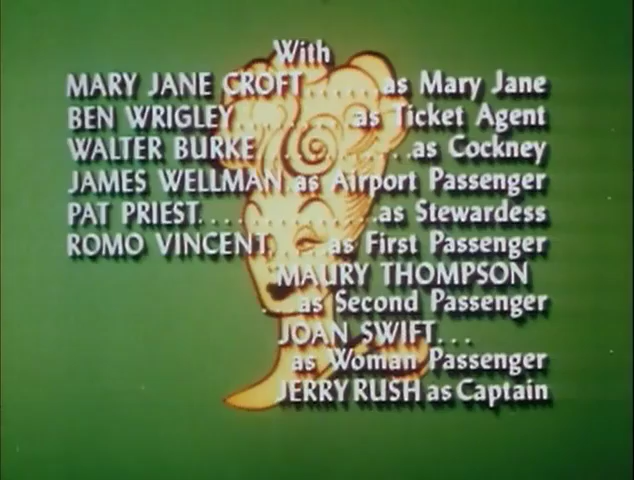 With
MARY JANE CROFT......as Mary Jane
BEN WRIGLEY..........as Ticket Agent
WALTER BURKE............as Cockney
JAMES WELLMAN.as Airport Passenger
PAT PRIEST................as Stewardess
ROMO VINCENT.....as First Passenger
MAURY THOMPSON
...as Second Passenger
JOAN SWIFT...
as Woman Passenger
JERRY RUSH as Captain